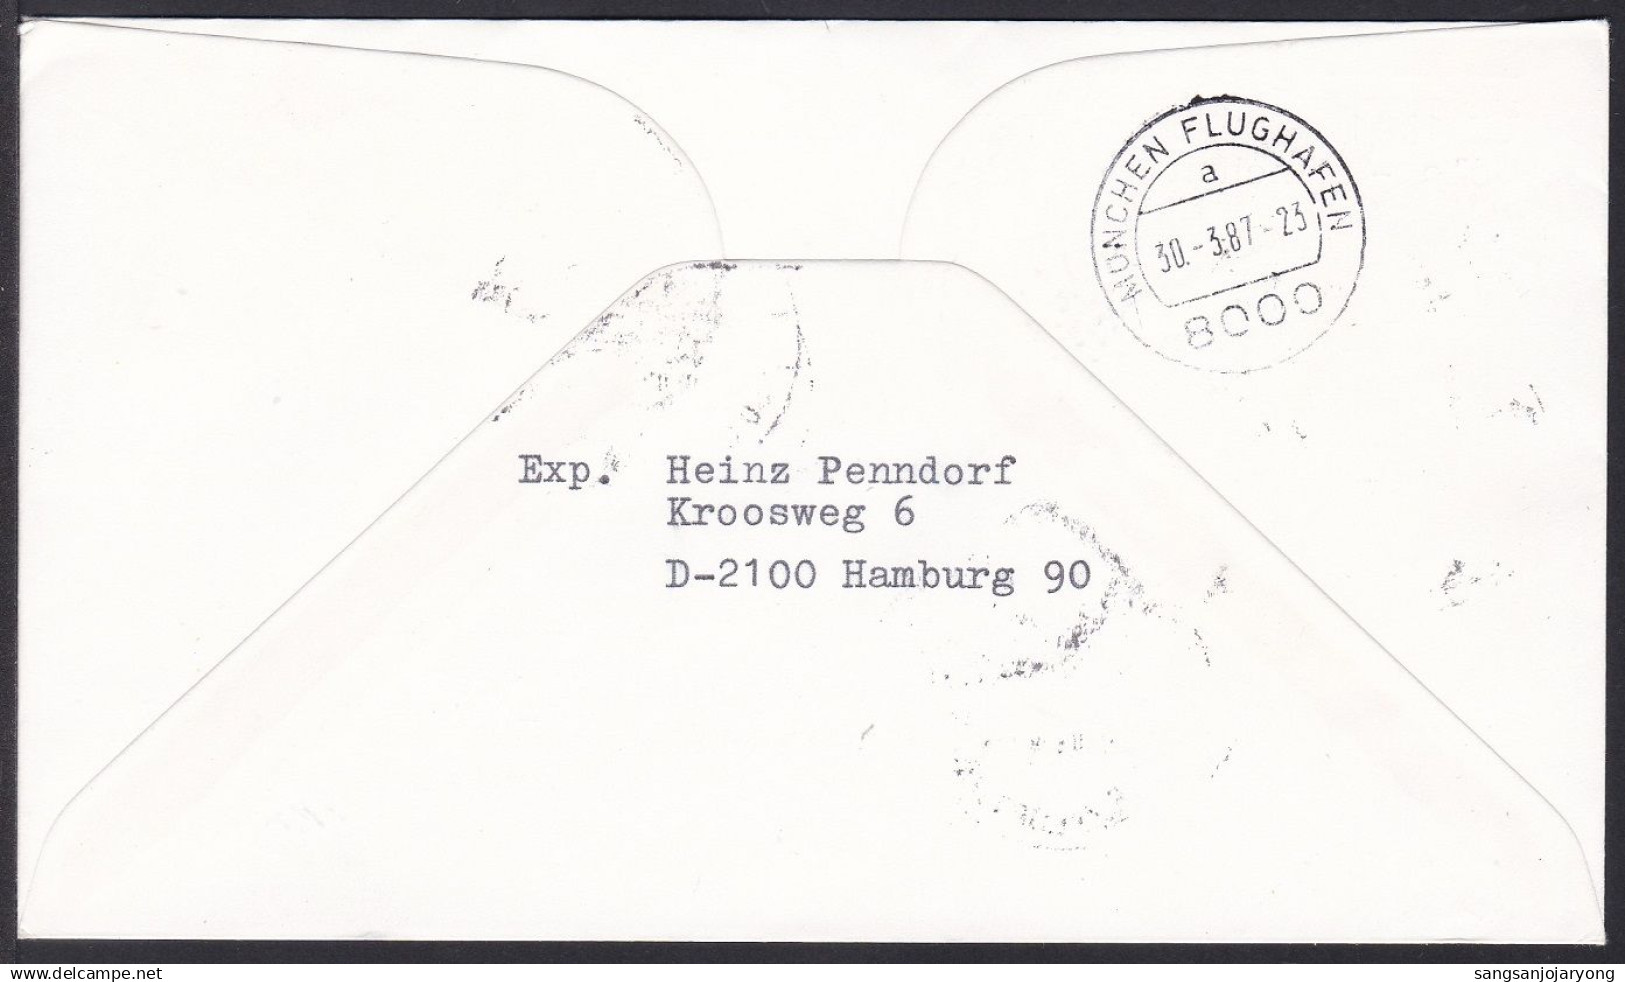 MÜNCHEN FLUGHAFEN
a
30.-3.87-23
8000
Exp. Heinz Penndorf
Kroosweg 6
D-2100 Hamburg 90
www.delcampe.net
sangsanjojaryong